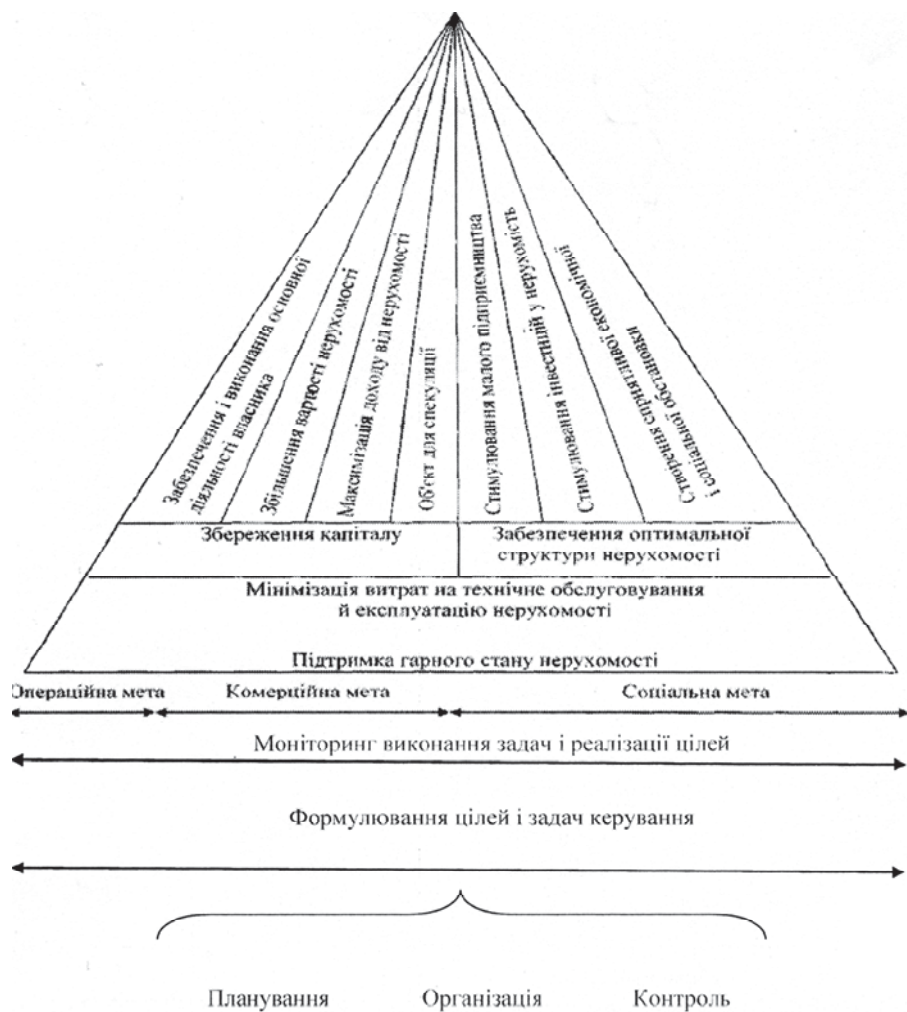 Забезпечення і виконання основної
діяльності власника
Збільшення вартості нерухомості
Максимізація доходу від нерухомості
Об'єкт для спекуляції
Стимулювання малого підприємництва
Стимулювання інвестицій у нерухомість
Створення сприятливої економічної
і соціальної обстановки
Збереження капіталу
Забезпечення оптимальної
структури нерухомості
Мінімізація витрат на технічне обслуговування
й експлуатацію нерухомості
Підтримка гарного стану нерухомості
Операційна мета
Комерційна мета
Соціальна мета
Моніторинг виконання задач і реалізації цілей
Формулювання цілей і задач керування
Планування
Організація
Контроль